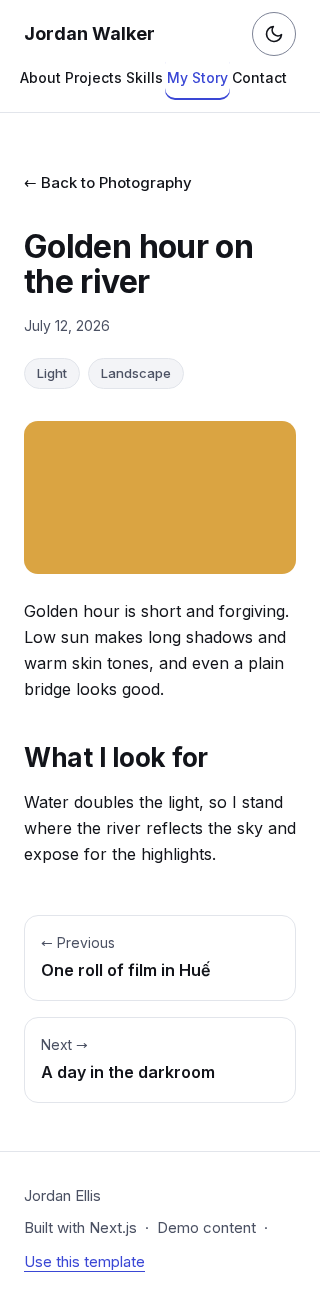 Jordan Walker
About Projects Skills My Story Contact
← Back to Photography
Golden hour on
the river
July 12, 2026
Light Landscape
Golden hour is short and forgiving.
Low sun makes long shadows and
warm skin tones, and even a plain
bridge looks good.
What I look for
Water doubles the light, so I stand
where the river reflects the sky and
expose for the highlights.
← Previous
One roll of film in Huế
Next →
A day in the darkroom
Jordan Ellis
Built with Next.js · Demo content ·
Use this template